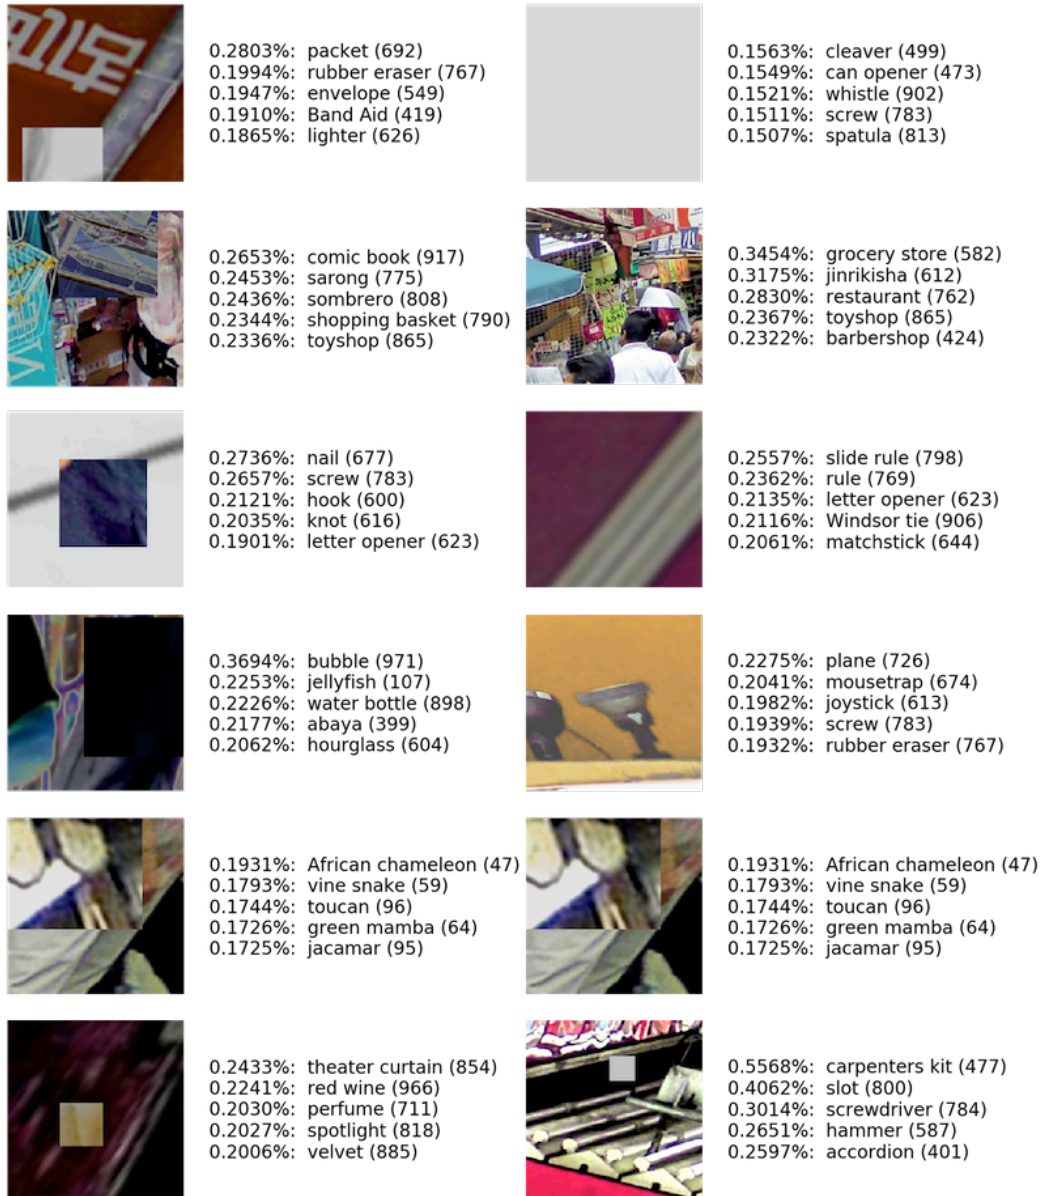 0.2803%: packet (692)
0.1994%: rubber eraser (767)
0.1947%: envelope (549)
0.1910%: Band Aid (419)
0.1865%: lighter (626)
0.1563%: cleaver (499)
0.1549%: can opener (473)
0.1521%: whistle (902)
0.1511%: screw (783)
0.1507%: spatula (813)
0.2653%: comic book (917)
0.2453%: sarong (775)
0.2436%: sombrero (808)
0.2344%: shopping basket (790)
0.2336%: toyshop (865)
0.3454%: grocery store (582)
0.3175%: jinrikisha (612)
0.2830%: restaurant (762)
0.2367%: toyshop (865)
0.2322%: barbershop (424)
0.2736%: nail (677)
0.2657%: screw (783)
0.2121%: hook (600)
0.2035%: knot (616)
0.1901%: letter opener (623)
0.2557%: slide rule (798)
0.2362%: rule (769)
0.2135%: letter opener (623)
0.2116%: Windsor tie (906)
0.2061%: matchstick (644)
0.3694%: bubble (971)
0.2253%: jellyfish (107)
0.2226%: water bottle (898)
0.2177%: abaya (399)
0.2062%: hourglass (604)
0.2275%: plane (726)
0.2041%: mousetrap (674)
0.1982%: joystick (613)
0.1939%: screw (783)
0.1932%: rubber eraser (767)
0.1931%: African chameleon (47)
0.1793%: vine snake (59)
0.1744%: toucan (96)
0.1726%: green mamba (64)
0.1725%: jacamar (95)
0.1931%: African chameleon (47)
0.1793%: vine snake (59)
0.1744%: toucan (96)
0.1726%: green mamba (64)
0.1725%: jacamar (95)
0.2433%: theater curtain (854)
0.2241%: red wine (966)
0.2030%: perfume (711)
0.2027%: spotlight (818)
0.2006%: velvet (885)
0.5568%: carpenters kit (477)
0.4062%: slot (800)
0.3014%: screwdriver (784)
0.2651%: hammer (587)
0.2597%: accordion (401)